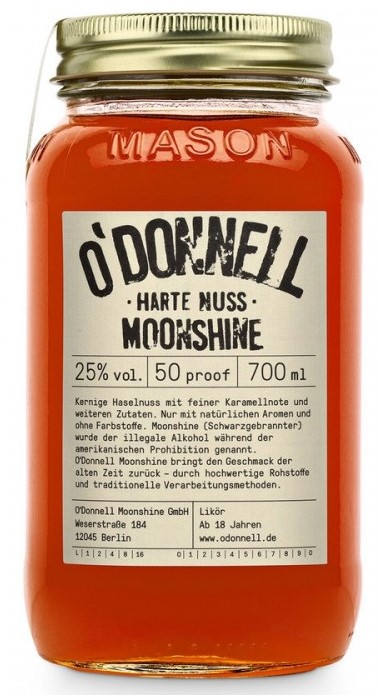 MASON
O'DONNELL
· HARTE NUSS ·
MOONSHINE
25% vol. 50 proof 700 ml
Kernige Haselnuss mit feiner Karamellnote und
weiteren Zutaten. Nur mit natürlichen Aromen und
ohne Farbstoffe. Moonshine (Schwarzgebrannter)
wurde der illegale Alkohol während der
amerikanischen Prohibition genannt.
O'Donnell Moonshine bringt den Geschmack der
alten Zeit zurück – durch hochwertige Rohstoffe
und traditionelle Verarbeitungsmethoden.
O'Donnell Moonshine GmbH
Weserstraße 184
12045 Berlin
Likör
Ab 18 Jahren
www.odonnell.de
L|1|2|4|8|16 0|1|2|3|4|5|6|7|8|9|0